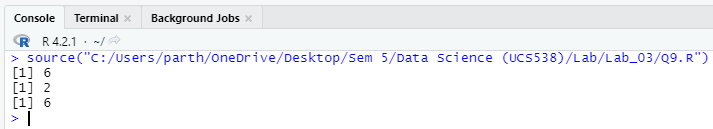 Console Terminal × Background Jobs ×
R 4.2.1 · ~/
> source("C:/Users/parth/OneDrive/Desktop/Sem 5/Data Science (UCS538)/Lab/Lab_03/Q9.R")
[1] 6
[1] 2
[1] 6
>